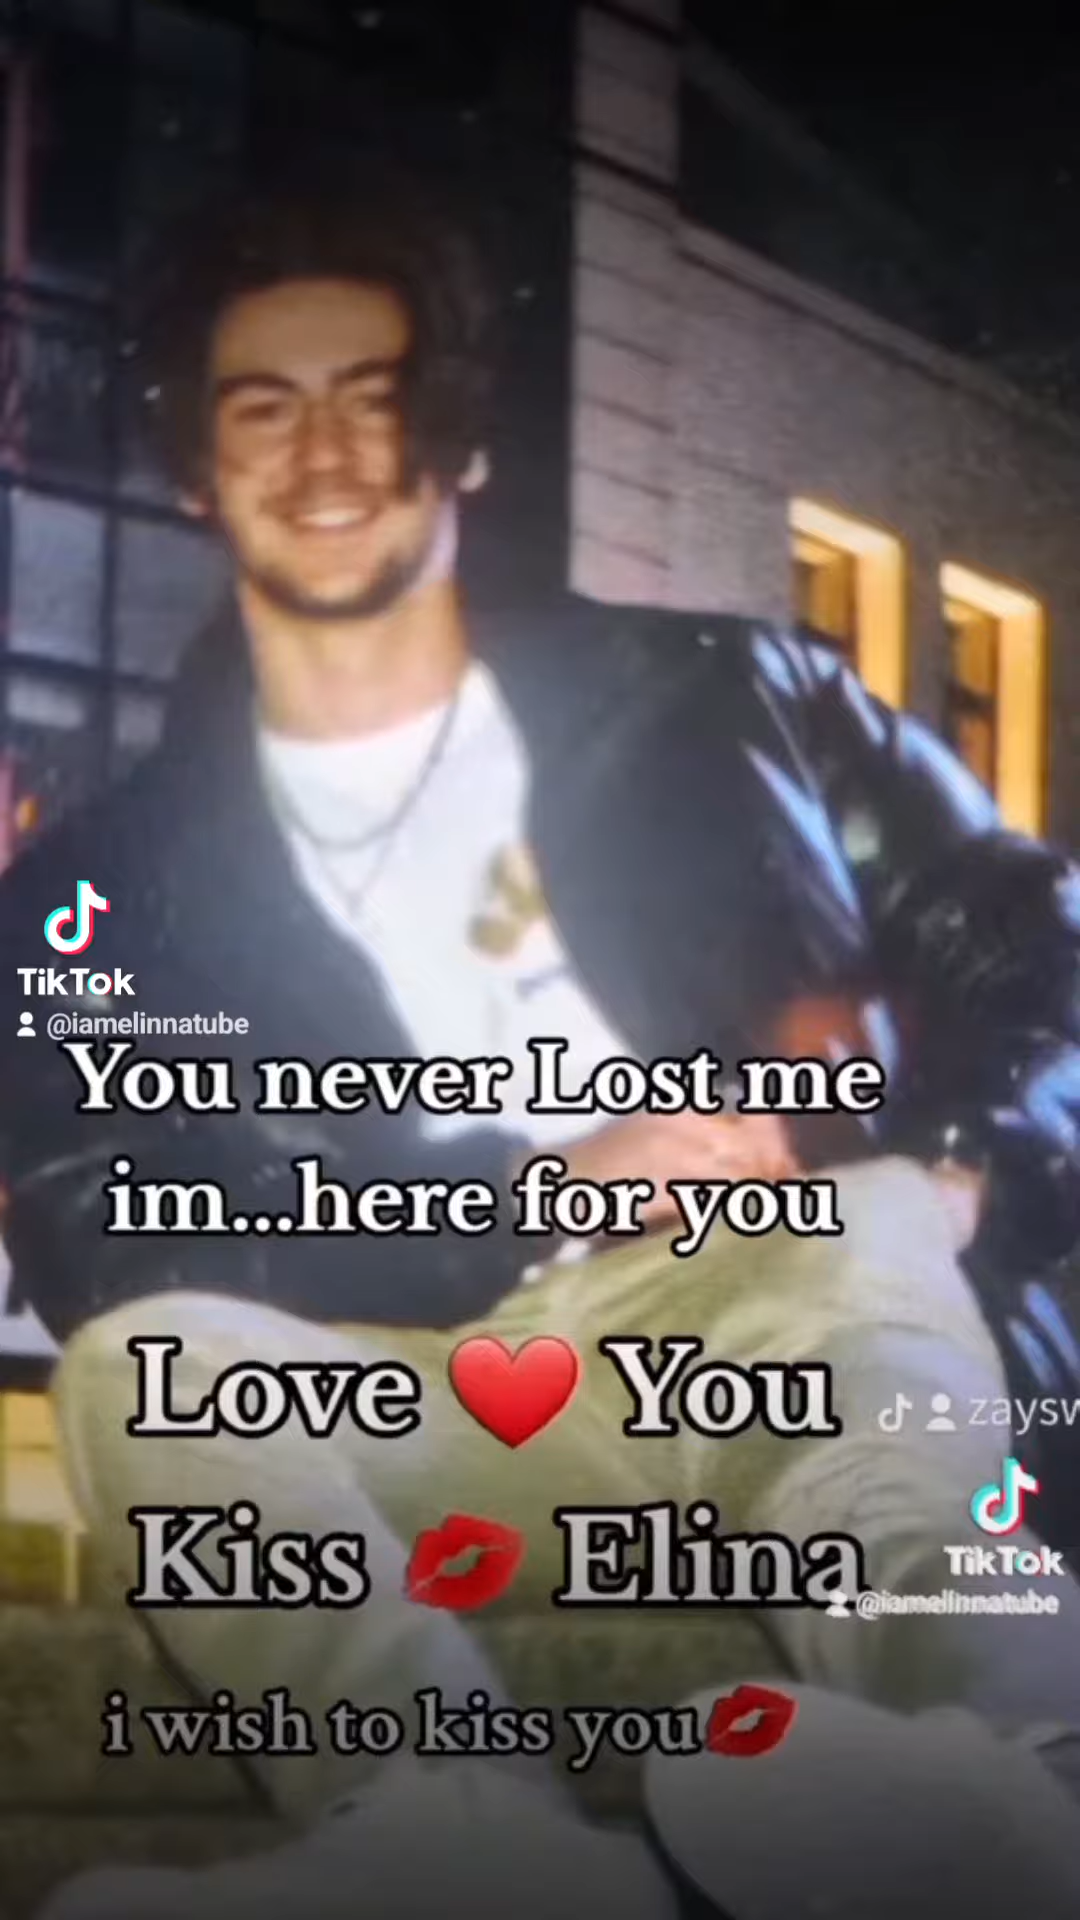 TikTok
@iamelinnatube
You never Lost me
im...here for you
Love ❤️ You
zaysw
Kiss 💋 Elina
TikTok
@iamelinnatube
i wish to kiss you💋